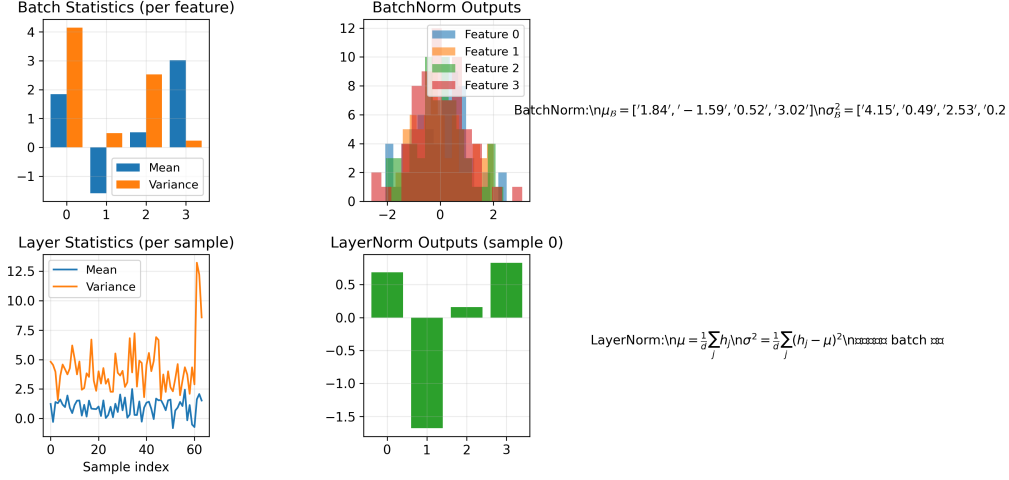 Batch Statistics (per feature)
4
3
2
1
0
−1
0 1 2 3
Mean
Variance
BatchNorm Outputs
12
10
8
6
4
2
0
−2 0 2
Feature 0
Feature 1
Feature 2
Feature 3
BatchNorm:\nμ_B = ['1.84', '−1.59', '0.52', '3.02']\nσ²_B = ['4.15', '0.49', '2.53', '0.2
Layer Statistics (per sample)
12.5
10.0
7.5
5.0
2.5
0.0
0 20 40 60
Sample index
Mean
Variance
LayerNorm Outputs (sample 0)
0.5
0.0
−0.5
−1.0
−1.5
0 1 2 3
LayerNorm:\nμ = 1/d ∑_j h_j\nσ² = 1/d ∑_j (h_j − μ)²\n batch